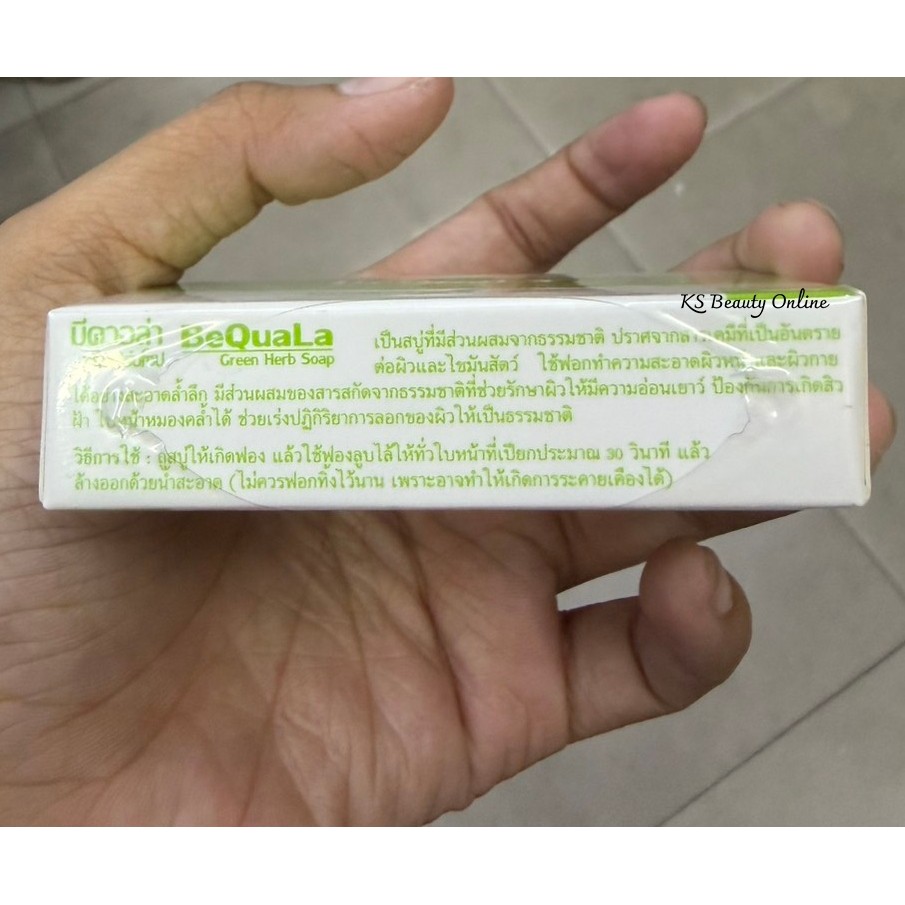 KS Beauty Online
บีควาล่า BeQuaLa
Green Herb Soap
เป็นสบู่ที่มีส่วนผสมจากธรรมชาติ ปราศจากสารเคมีที่เป็นอันตราย
ต่อผิวและไขมันสัตว์ ใช้ฟอกทำความสะอาดผิวหน้าและผิวกาย
ได้อย่างสะอาดล้ำลึก มีส่วนผสมของสารสกัดจากธรรมชาติที่ช่วยรักษาผิวให้มีความอ่อนเยาว์ ป้องกันการเกิดสิว
ฝ้า ใบหน้าหมองคล้ำได้ ช่วยเร่งปฏิกิริยาการลอกของผิวให้เป็นธรรมชาติ
วิธีการใช้ : ถูสบู่ให้เกิดฟอง แล้วใช้ฟองลูบไล้ให้ทั่วใบหน้าที่เปียกประมาณ 30 วินาที แล้ว
ล้างออกด้วยน้ำสะอาด (ไม่ควรฟอกทิ้งไว้นาน เพราะอาจทำให้เกิดการระคายเคืองได้)